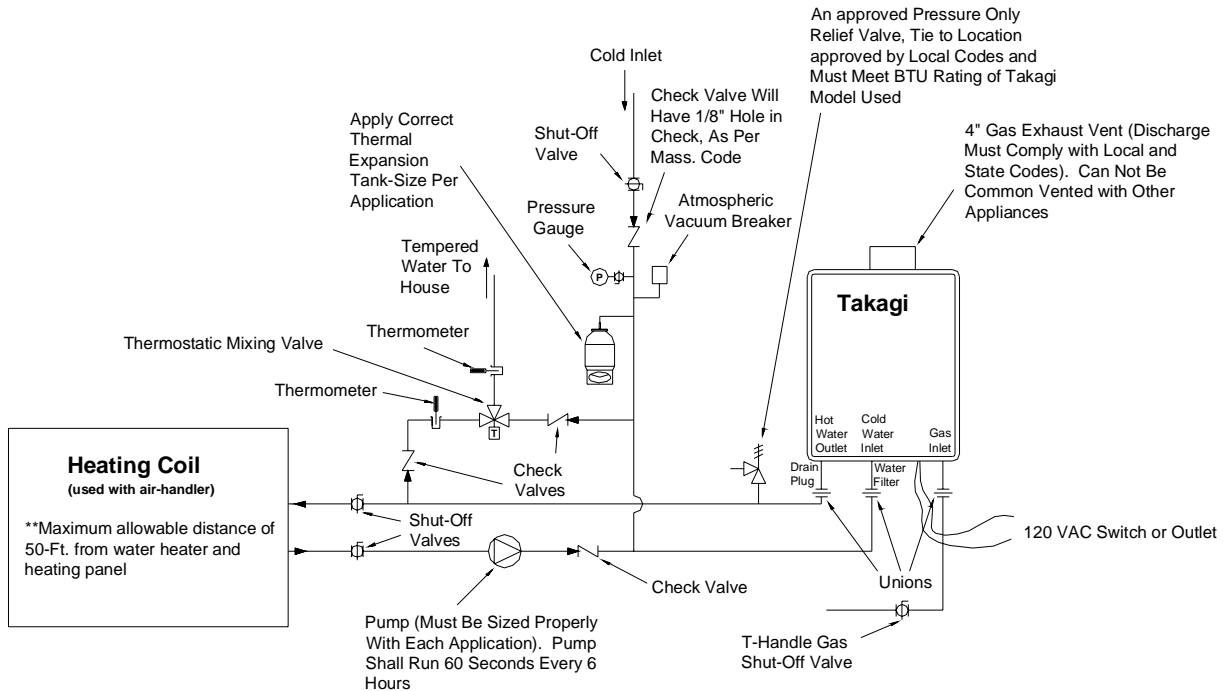 An approved Pressure Only
Relief Valve, Tie to Location
approved by Local Codes and
Must Meet BTU Rating of Takagi
Model Used
Cold Inlet
Check Valve Will
Have 1/8" Hole in
Check, As Per
Mass. Code
Apply Correct
Thermal
Expansion
Tank-Size Per
Application
Shut-Off
Valve
4" Gas Exhaust Vent (Discharge
Must Comply with Local and
State Codes). Can Not Be
Common Vented with Other
Appliances
Pressure
Gauge
Atmospheric
Vacuum Breaker
Tempered
Water To
House
P
Takagi
Thermometer
Thermostatic Mixing Valve
Thermometer
T
Hot
Water
Outlet
Cold
Water
Inlet
Gas
Inlet
Heating Coil
(used with air-handler)
**Maximum allowable distance of
50-Ft. from water heater and
heating panel
Check
Valves
Drain
Plug
Water
Filter
Shut-Off
Valves
120 VAC Switch or Outlet
Unions
Check Valve
Pump (Must Be Sized Properly
With Each Application). Pump
Shall Run 60 Seconds Every 6
Hours
T-Handle Gas
Shut-Off Valve